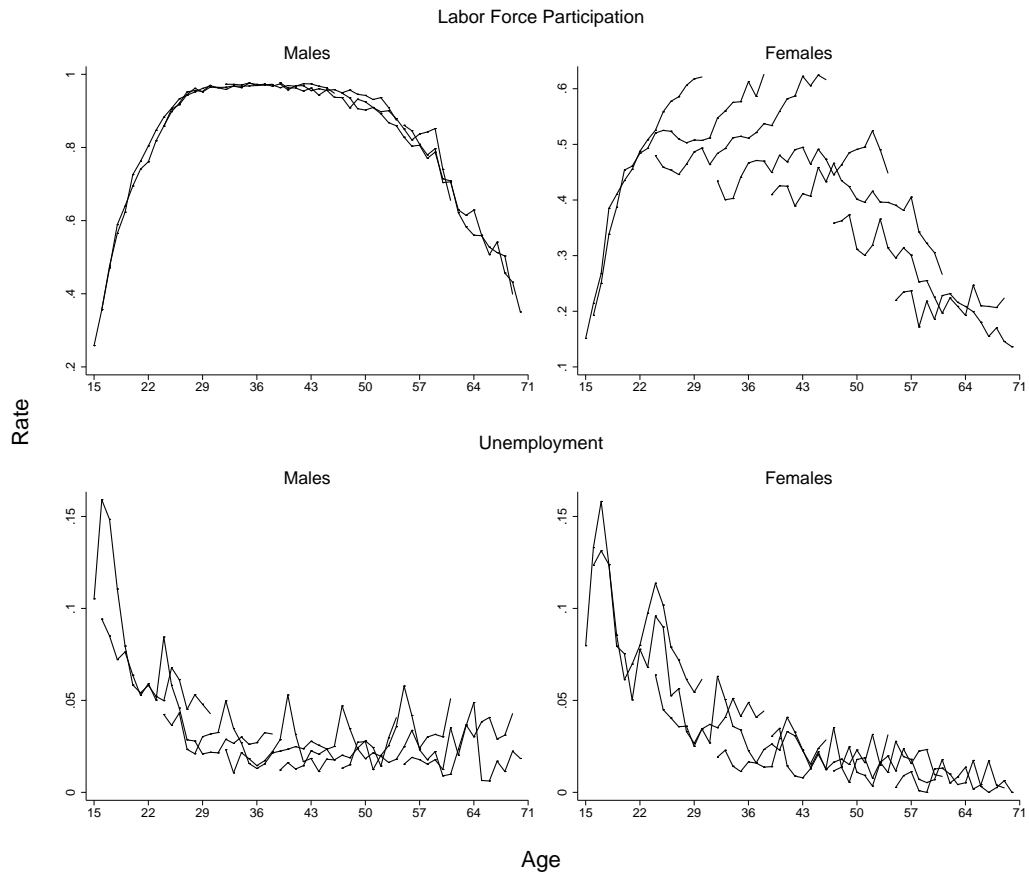 Labor Force Participation
Males
Females
1
.8
.6
.4
.2
15 22 29 36 43 50 57 64 71
.6
.5
.4
.3
.2
.1
15 22 29 36 43 50 57 64 71
Rate
Unemployment
Males
Females
.15
.1
.05
0
15 22 29 36 43 50 57 64 71
.15
.1
.05
0
15 22 29 36 43 50 57 64 71
Age